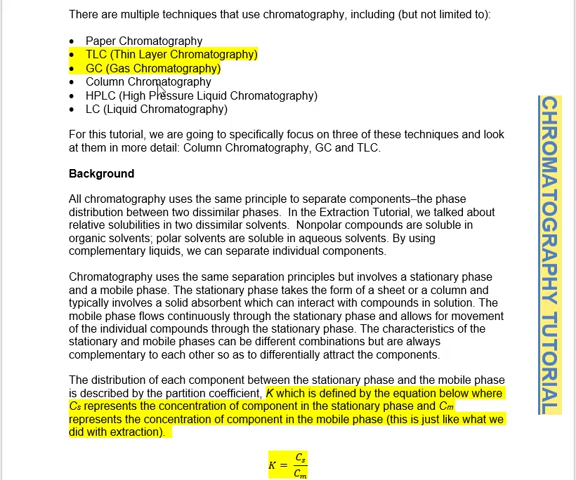 There are multiple techniques that use chromatography, including (but not limited to):
• Paper Chromatography
• TLC (Thin Layer Chromatography)
• GC (Gas Chromatography)
• Column Chromatography
• HPLC (High Pressure Liquid Chromatography)
• LC (Liquid Chromatography)
For this tutorial, we are going to specifically focus on three of these techniques and look
at them in more detail: Column Chromatography, GC and TLC.
Background
All chromatography uses the same principle to separate components–the phase
distribution between two dissimilar phases. In the Extraction Tutorial, we talked about
relative solubilities in two dissimilar solvents. Nonpolar compounds are soluble in
organic solvents; polar solvents are soluble in aqueous solvents. By using
complementary liquids, we can separate individual components.
Chromatography uses the same separation principles but involves a stationary phase
and a mobile phase. The stationary phase takes the form of a sheet or a column and
typically involves a solid absorbent which can interact with compounds in solution. The
mobile phase flows continuously through the stationary phase and allows for movement
of the individual compounds through the stationary phase. The characteristics of the
stationary and mobile phases can be different combinations but are always
complementary to each other so as to differentially attract the components.
The distribution of each component between the stationary phase and the mobile phase
is described by the partition coefficient, K which is defined by the equation below where
Cs represents the concentration of component in the stationary phase and Cm
represents the concentration of component in the mobile phase (this is just like what we
did with extraction).
K = Cs / Cm
CHROMATOGRAPHY TUTORIAL